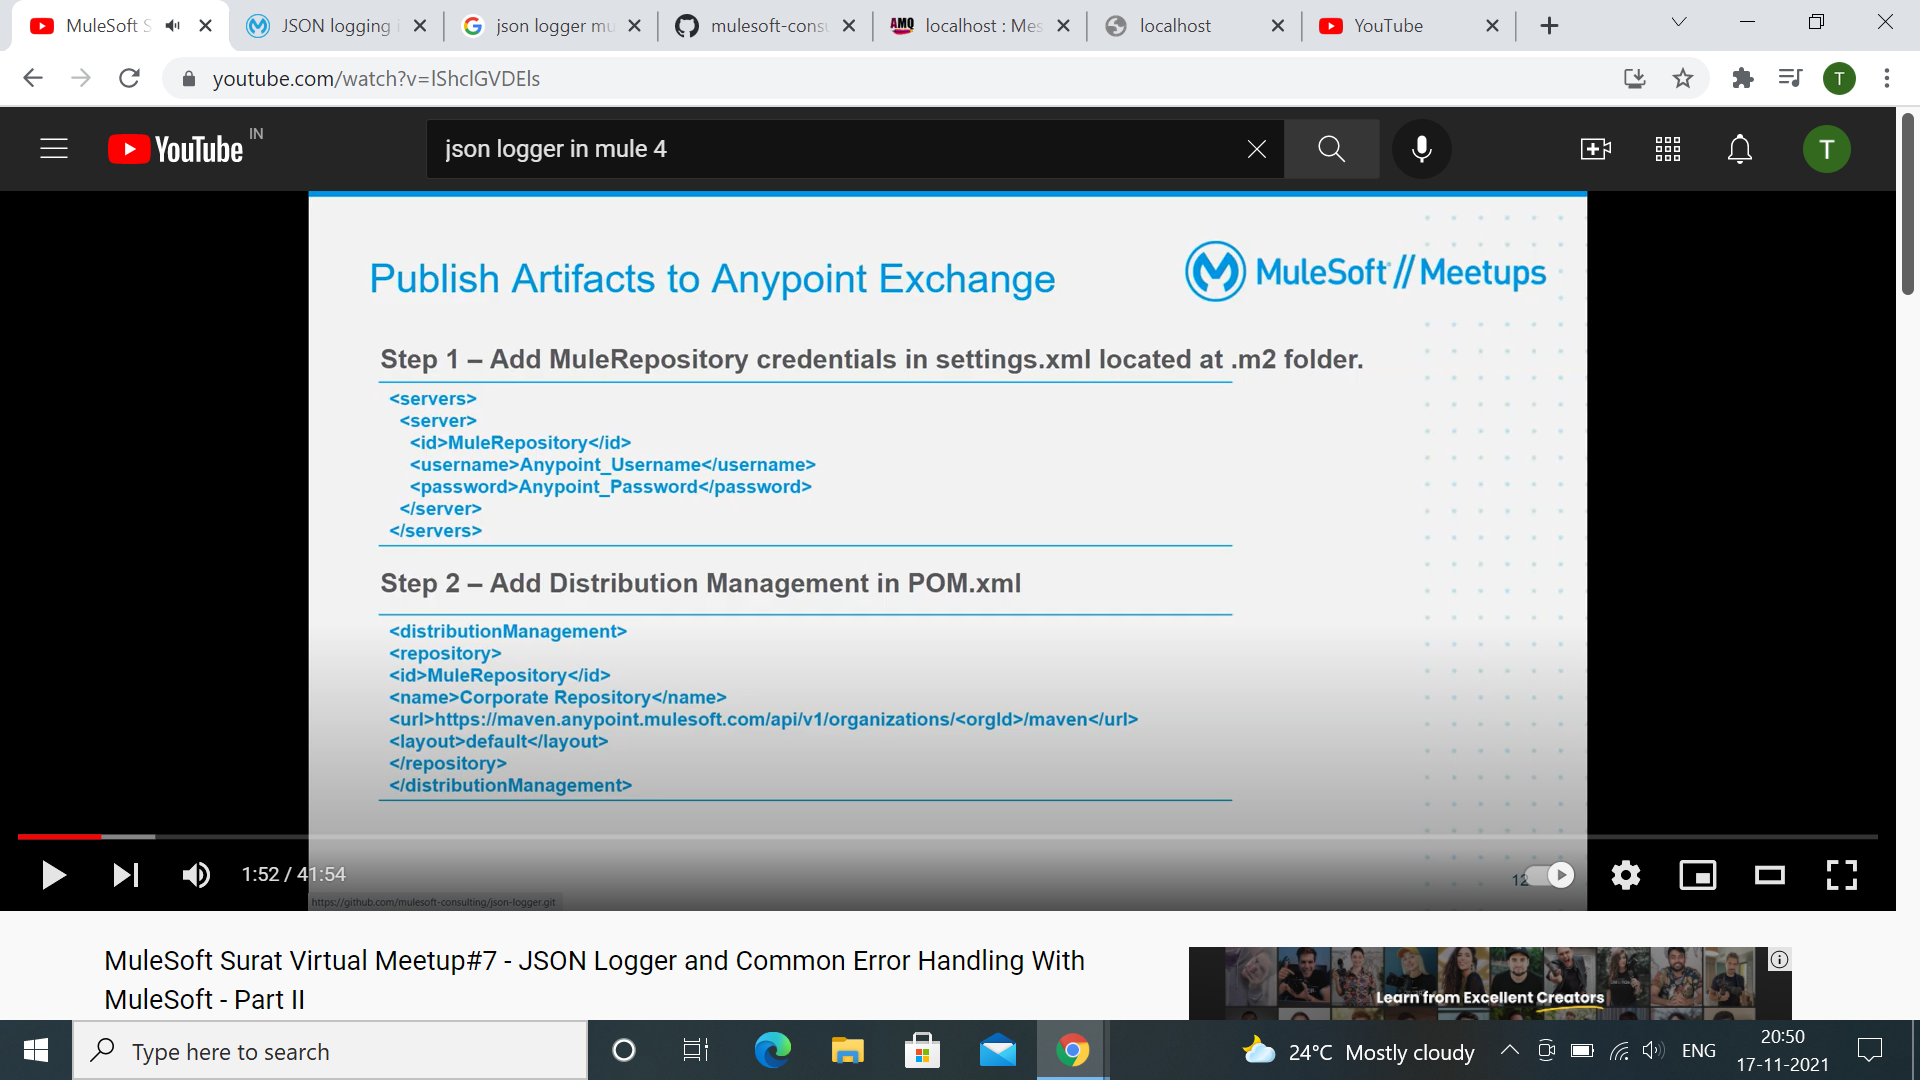 MuleSoft S
JSON logging i
json logger mu
mulesoft-consu
AMQ
localhost : Mes
localhost
YouTube
youtube.com/watch?v=lShclGVDEls
T
YouTube IN
json logger in mule 4
T
Publish Artifacts to Anypoint Exchange
MuleSoft // Meetups
Step 1 – Add MuleRepository credentials in settings.xml located at .m2 folder.
<servers>
<server>
<id>MuleRepository</id>
<username>Anypoint_Username</username>
<password>Anypoint_Password</password>
</server>
</servers>
Step 2 – Add Distribution Management in POM.xml
<distributionManagement>
<repository>
<id>MuleRepository</id>
<name>Corporate Repository</name>
<url>https://maven.anypoint.mulesoft.com/api/v1/organizations/<orgId>/maven</url>
<layout>default</layout>
</repository>
</distributionManagement>
1:52 / 41:54
12
https://github.com/mulesoft-consulting/json-logger.git
MuleSoft Surat Virtual Meetup#7 - JSON Logger and Common Error Handling With
MuleSoft - Part II
Learn from Excellent Creators
Type here to search
24°C Mostly cloudy
ENG
20:50
17-11-2021